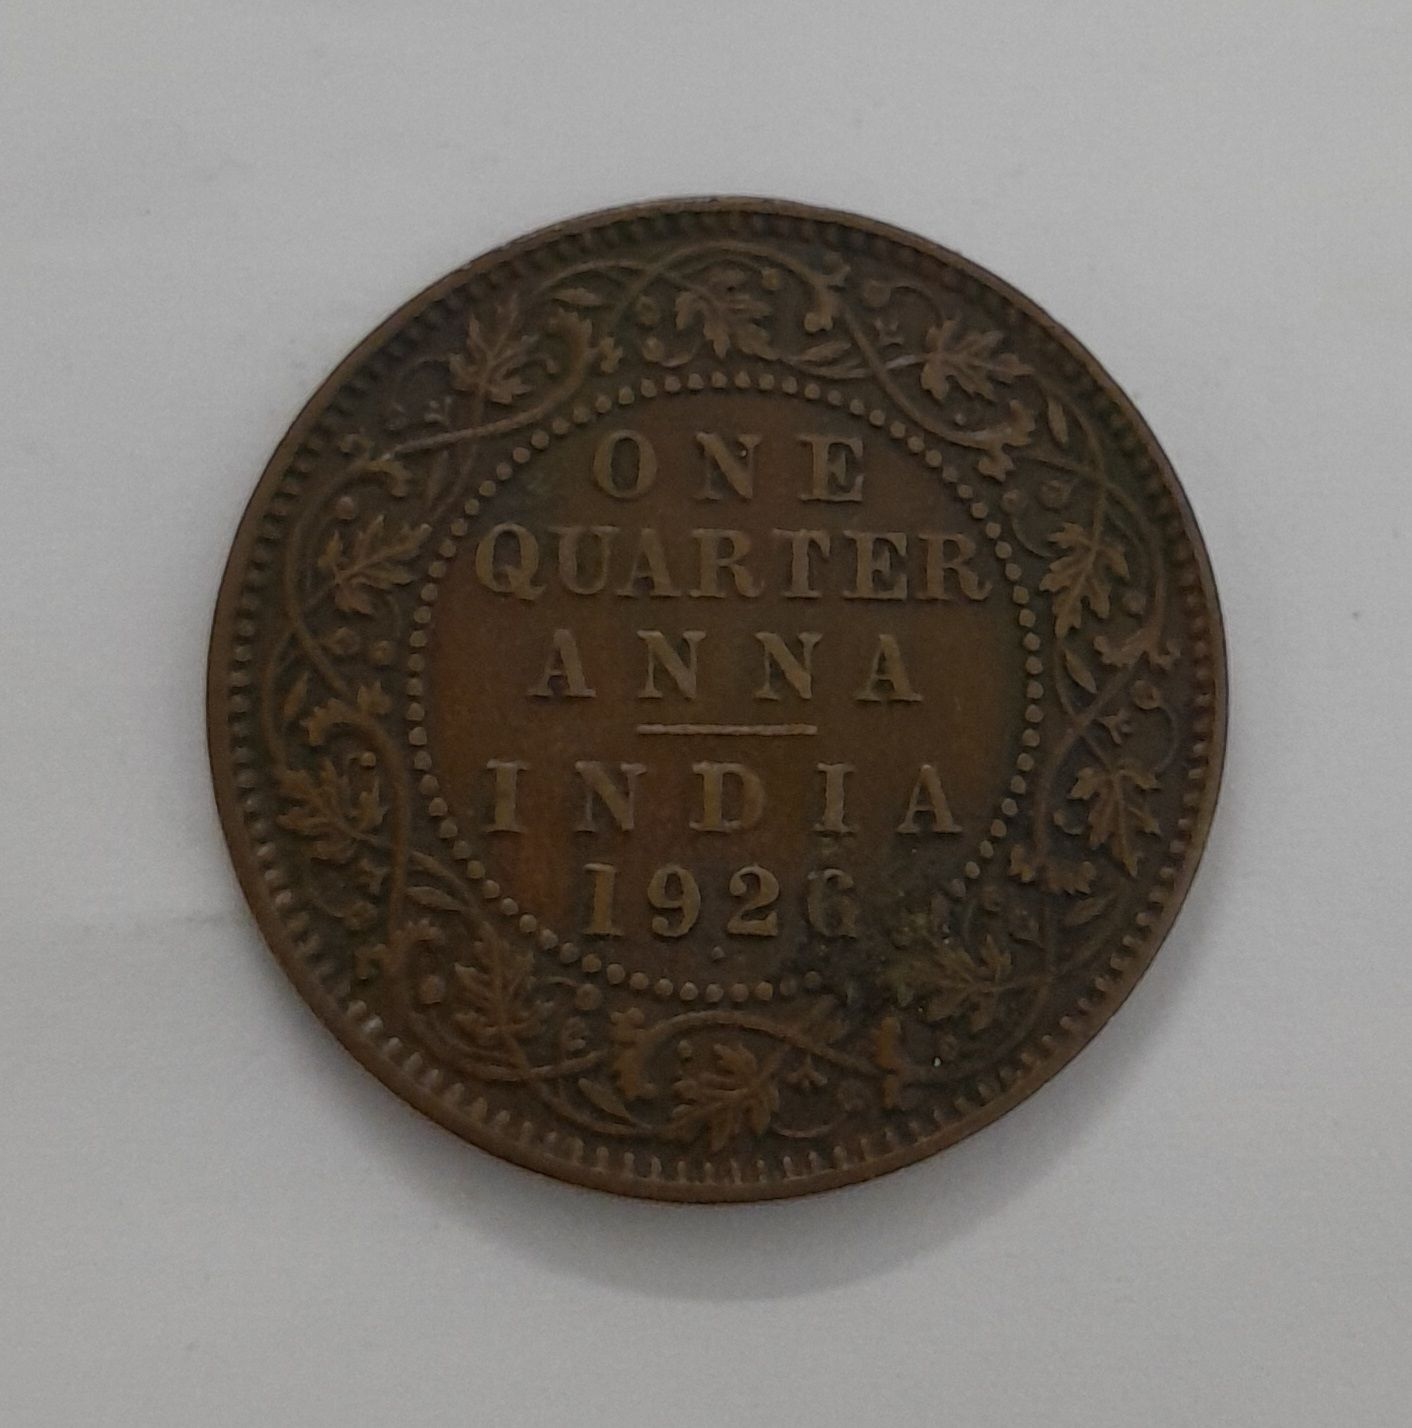 ONE
QUARTER
ANNA
INDIA
1926